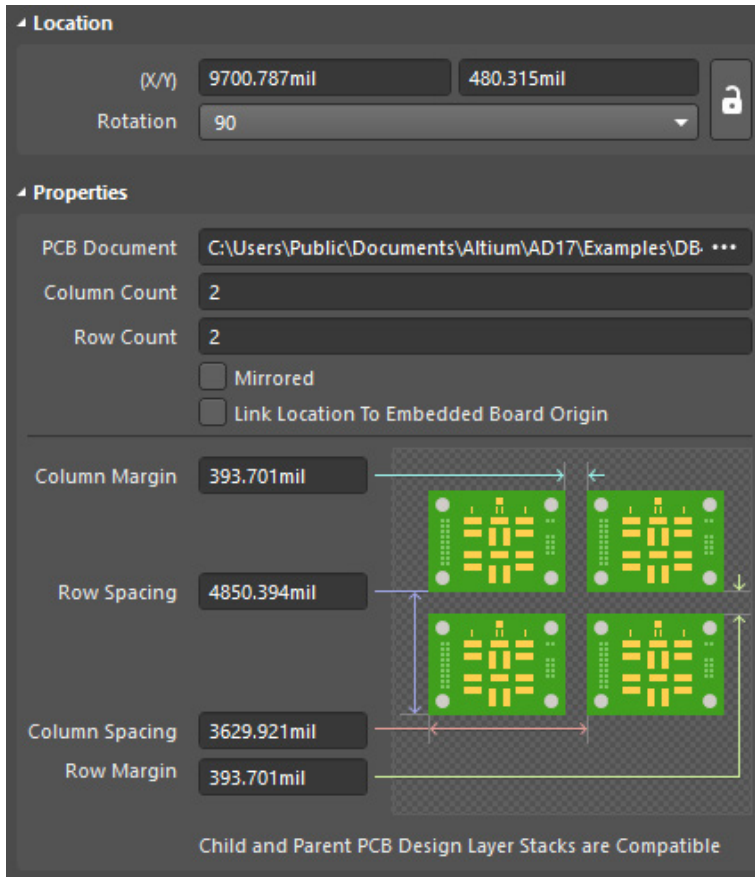 Location
(X/Y) 9700.787mil 480.315mil
Rotation 90
Properties
PCB Document C:\Users\Public\Documents\Altium\AD17\Examples\DB- ...
Column Count 2
Row Count 2
Mirrored
Link Location To Embedded Board Origin
Column Margin 393.701mil
Row Spacing 4850.394mil
Column Spacing 3629.921mil
Row Margin 393.701mil
Child and Parent PCB Design Layer Stacks are Compatible